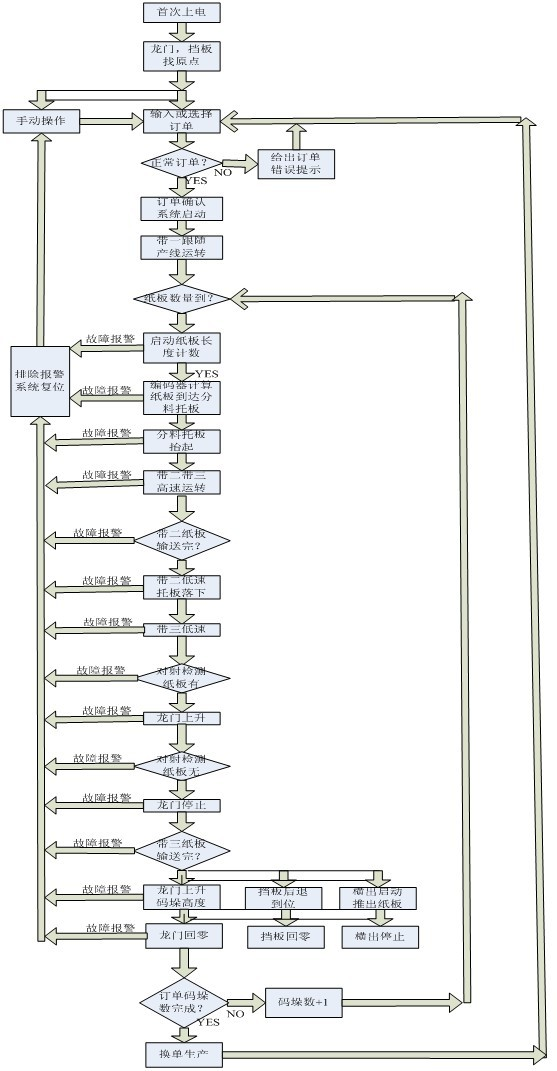 首次上电
龙门，挡板
找原点
手动操作
输入或选择
订单
给出订单
错误提示
正常订单？
NO
YES
订单确认
系统启动
带一跟随
产线运转
纸板数量到？
启动纸板长
度计数
故障报警
YES
排除报警
系统复位
编码器计算
纸板到达分
料托板
故障报警
分料托板
抬起
故障报警
带二带三
高速运转
故障报警
带二纸板
输送完？
故障报警
带二低速
托板落下
故障报警
带三低速
故障报警
对射检测
纸板有
故障报警
龙门上升
故障报警
对射检测
纸板无
故障报警
龙门停止
故障报警
带三纸板
输送完？
故障报警
龙门上升
码垛高度
故障报警
挡板后退
到位
横出启动
推出纸板
龙门回零
故障报警
挡板回零
横出停止
订单码垛
数完成？
NO
YES
码垛数+1
换单生产